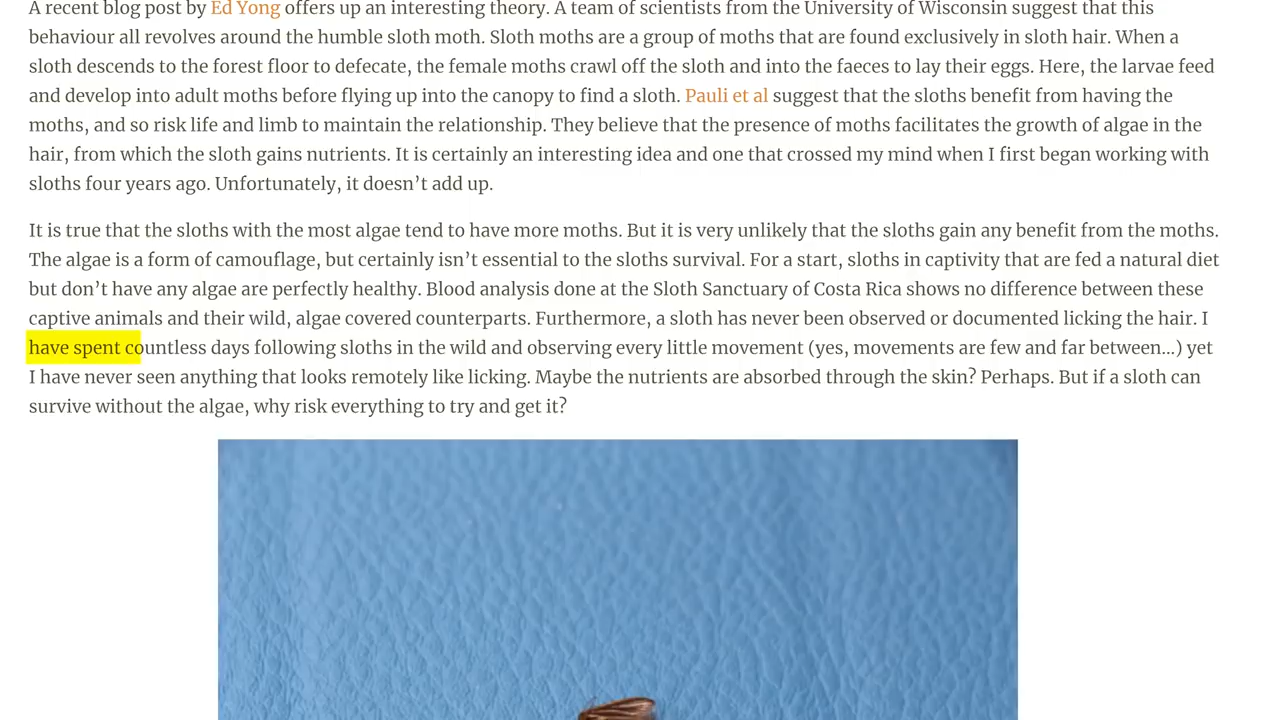 A recent blog post by Ed Yong offers up an interesting theory. A team of scientists from the University of Wisconsin suggest that this
behaviour all revolves around the humble sloth moth. Sloth moths are a group of moths that are found exclusively in sloth hair. When a
sloth descends to the forest floor to defecate, the female moths crawl off the sloth and into the faeces to lay their eggs. Here, the larvae feed
and develop into adult moths before flying up into the canopy to find a sloth. Pauli et al suggest that the sloths benefit from having the
moths, and so risk life and limb to maintain the relationship. They believe that the presence of moths facilitates the growth of algae in the
hair, from which the sloth gains nutrients. It is certainly an interesting idea and one that crossed my mind when I first began working with
sloths four years ago. Unfortunately, it doesn’t add up.
It is true that the sloths with the most algae tend to have more moths. But it is very unlikely that the sloths gain any benefit from the moths.
The algae is a form of camouflage, but certainly isn’t essential to the sloths survival. For a start, sloths in captivity that are fed a natural diet
but don’t have any algae are perfectly healthy. Blood analysis done at the Sloth Sanctuary of Costa Rica shows no difference between these
captive animals and their wild, algae covered counterparts. Furthermore, a sloth has never been observed or documented licking the hair. I
have spent countless days following sloths in the wild and observing every little movement (yes, movements are few and far between…) yet
I have never seen anything that looks remotely like licking. Maybe the nutrients are absorbed through the skin? Perhaps. But if a sloth can
survive without the algae, why risk everything to try and get it?